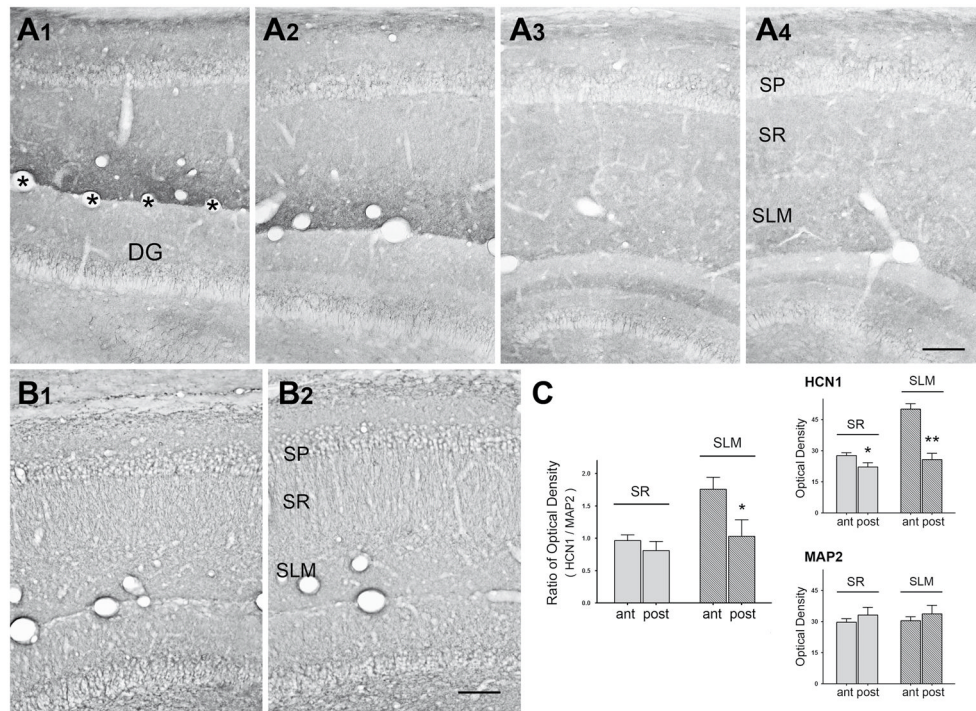 A1
A2
A3
A4
* * * *
DG
SP
SR
SLM
B1
B2
SP
SR
SLM
C
Ratio of Optical Density
( HCN1 / MAP2 )
2.0
1.5
1.0
0.5
0.0
SR
SLM
*
ant post
ant post
HCN1
Optical Density
45
30
15
0
SR
SLM
*
**
ant post
ant post
MAP2
Optical Density
45
30
15
0
SR
SLM
ant post
ant post